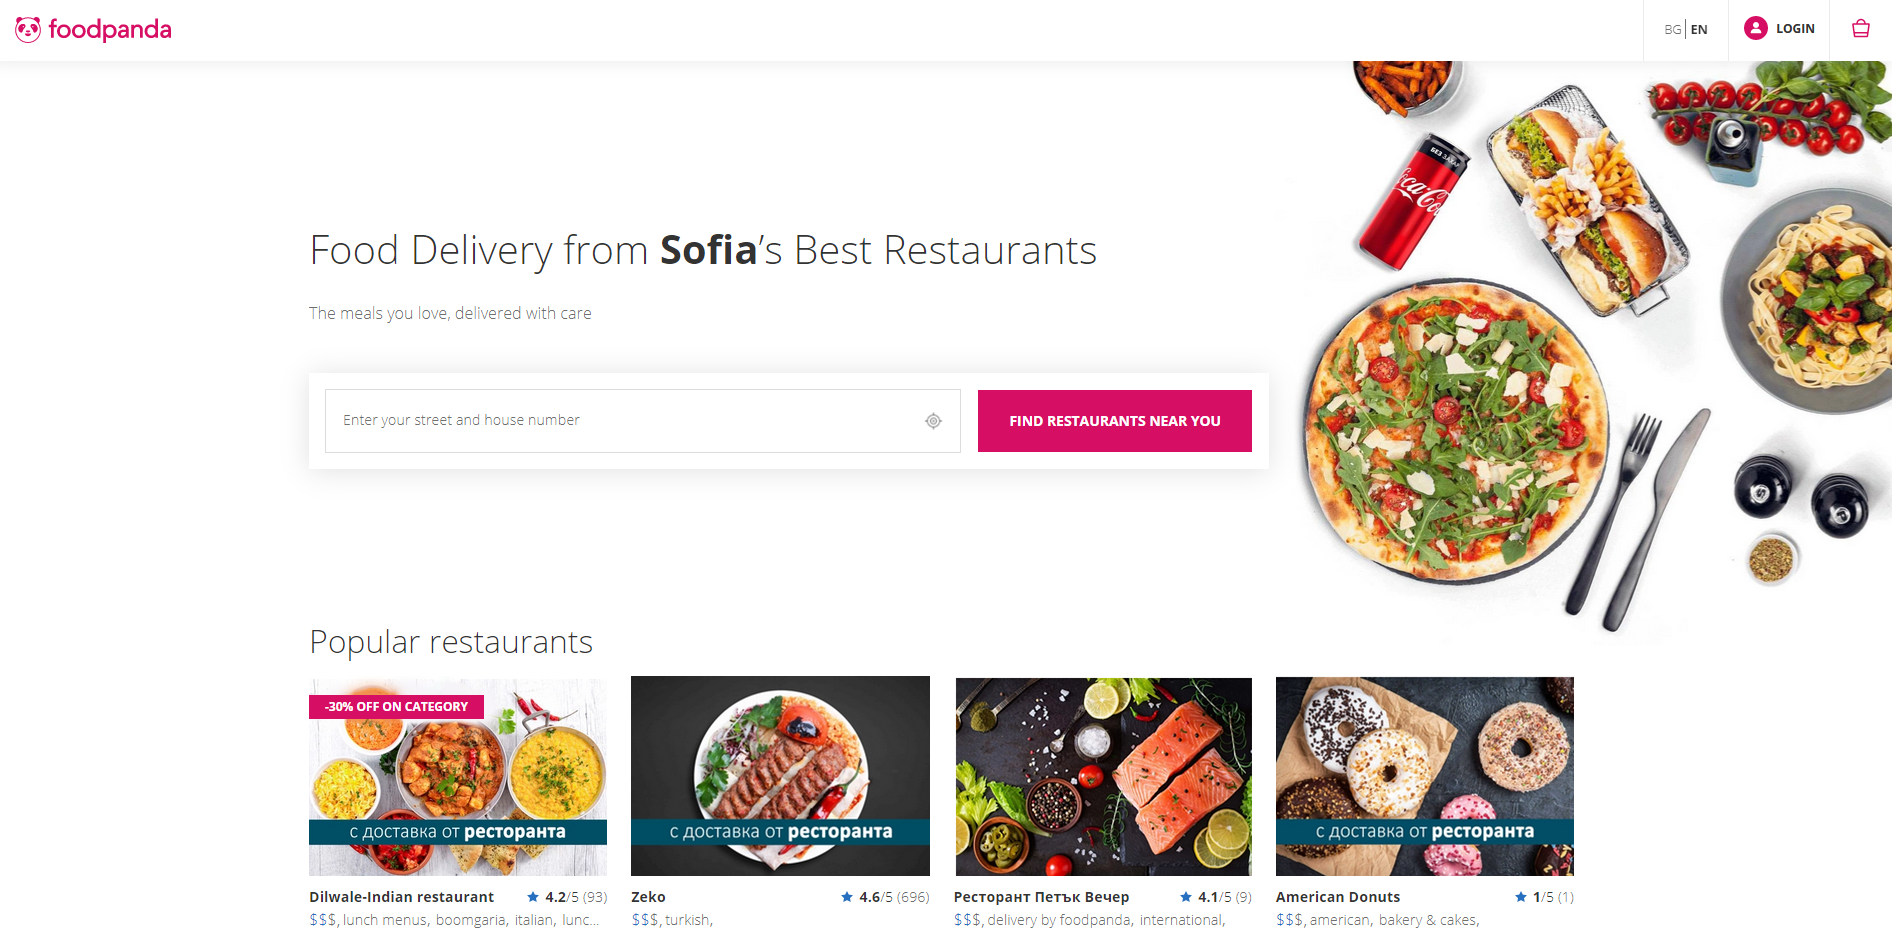 foodpanda
BG | EN
LOGIN
БЕЗ ЗАХАР
Coca-Cola
Food Delivery from Sofia’s Best Restaurants
The meals you love, delivered with care
Enter your street and house number
FIND RESTAURANTS NEAR YOU
Popular restaurants
-30% OFF ON CATEGORY
с доставка от ресторанта
с доставка от ресторанта
с доставка от ресторанта
Dilwale-Indian restaurant 4.2/5 (93)
$$$, lunch menus, boomgaria, italian, lunc...
Zeko 4.6/5 (696)
$$$, turkish,
Ресторант Петък Вечер 4.1/5 (9)
$$$, delivery by foodpanda, international,
American Donuts 1/5 (1)
$$$, american, bakery & cakes,